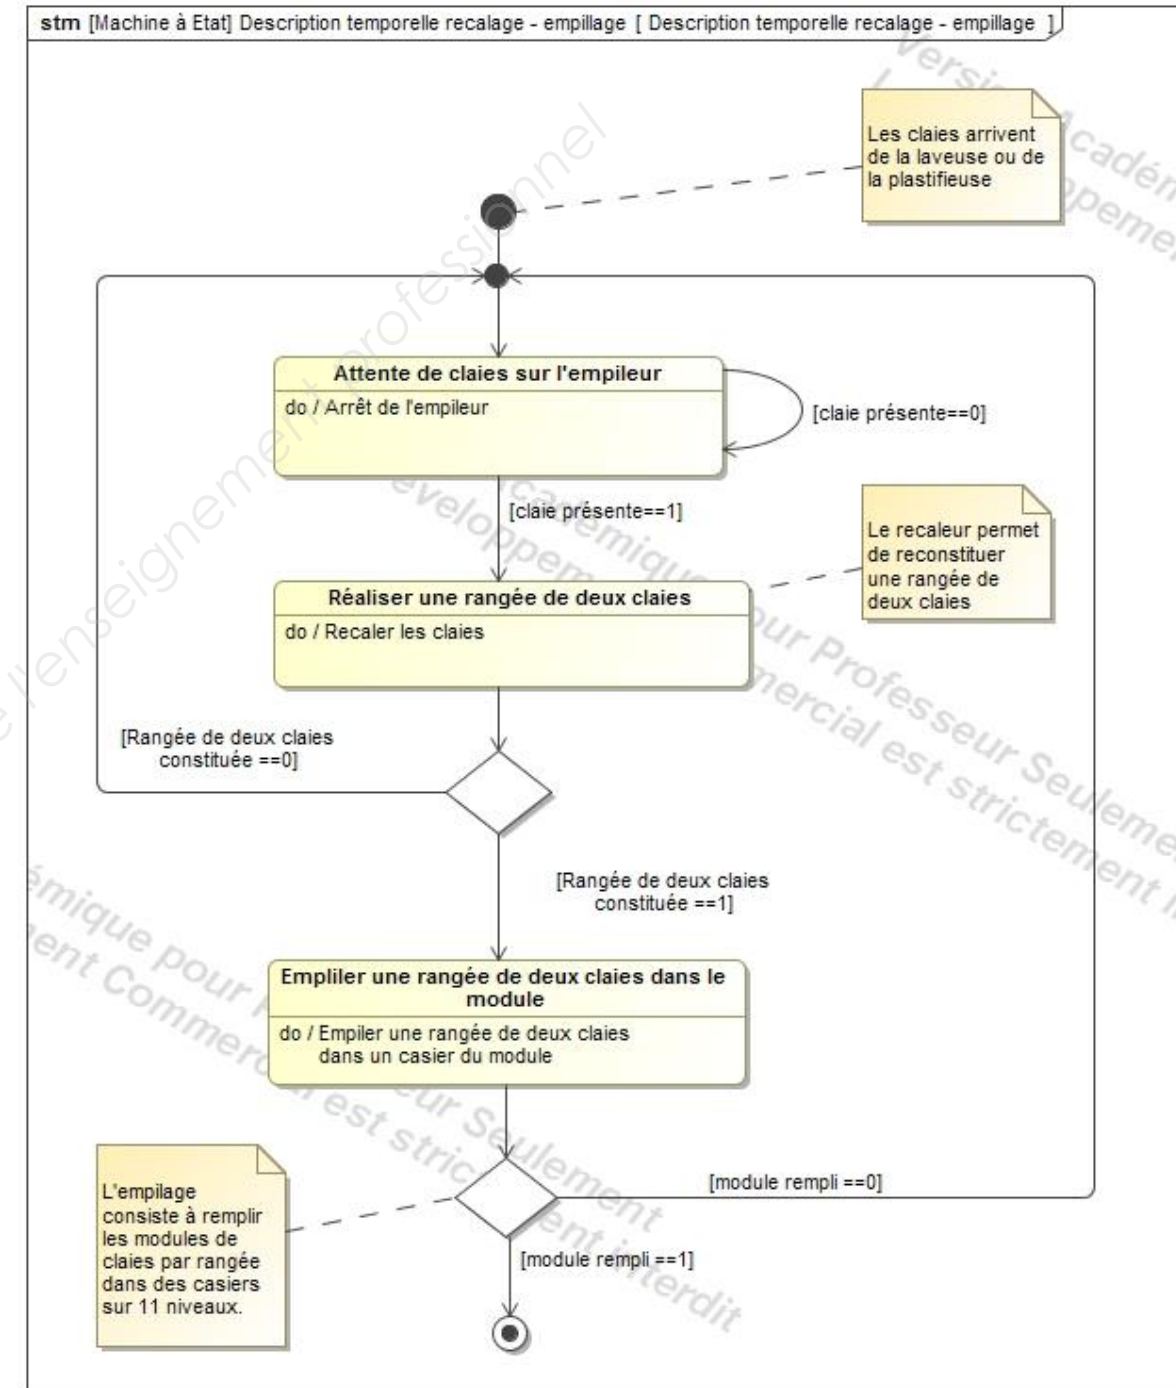 stm [Machine à Etat] Description temporelle recalage - empillage [ Description temporelle recalage - empillage ]
Les claies arrivent
de la laveuse ou de
la plastifieuse
Attente de claies sur l'empileur
do / Arrêt de l'empileur
[claie présente==0]
[claie présente==1]
Le recaleur permet
de reconstituer
une rangée de
deux claies
Réaliser une rangée de deux claies
do / Recaler les claies
[Rangée de deux claies
constituée ==0]
[Rangée de deux claies
constituée ==1]
Empliler une rangée de deux claies dans le
module
do / Empiler une rangée de deux claies
dans un casier du module
L'empilage
consiste à remplir
les modules de
claies par rangée
dans des casiers
sur 11 niveaux.
[module rempli ==0]
[module rempli ==1]
l'enseignement professionnel